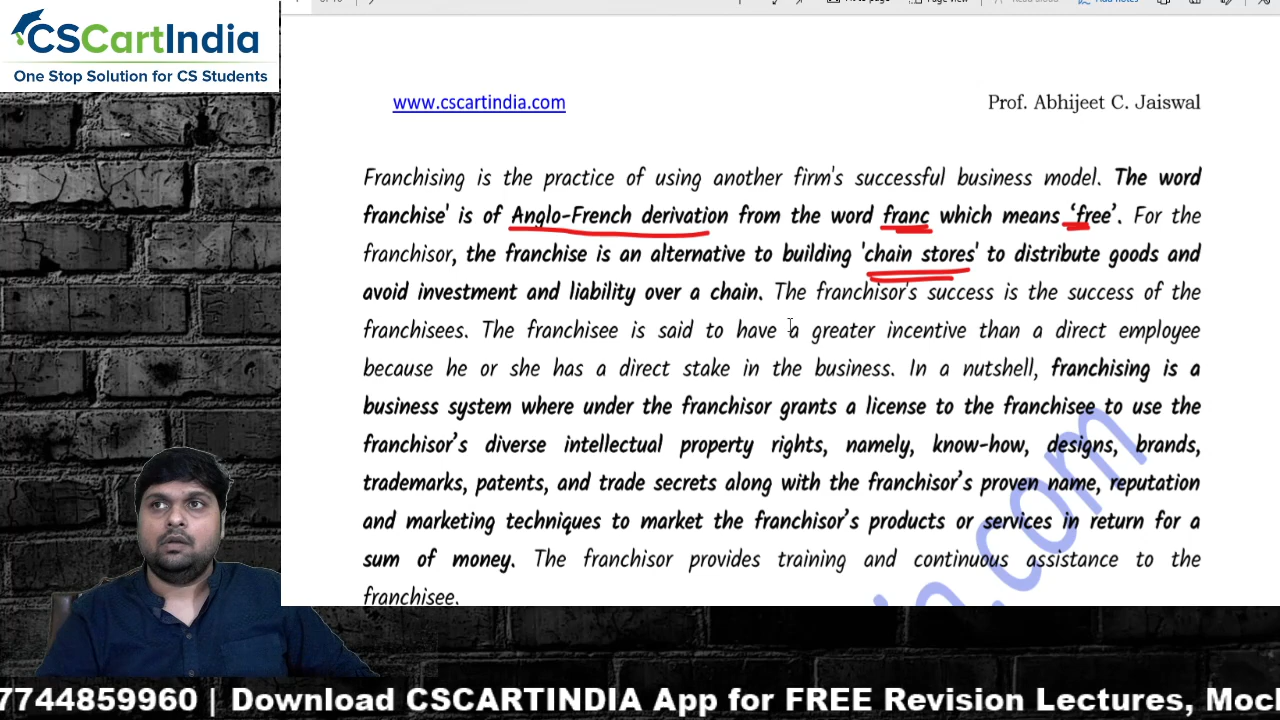 CSCartIndia
One Stop Solution for CS Students
www.cscartindia.com
Prof. Abhijeet C. Jaiswal
Franchising is the practice of using another firm's successful business model. The word
franchise' is of Anglo-French derivation from the word franc which means ‘free’. For the
franchisor, the franchise is an alternative to building 'chain stores' to distribute goods and
avoid investment and liability over a chain. The franchisor's success is the success of the
franchisees. The franchisee is said to have a greater incentive than a direct employee
because he or she has a direct stake in the business. In a nutshell, franchising is a
business system where under the franchisor grants a license to the franchisee to use the
franchisor’s diverse intellectual property rights, namely, know-how, designs, brands,
trademarks, patents, and trade secrets along with the franchisor’s proven name, reputation
and marketing techniques to market the franchisor’s products or services in return for a
sum of money. The franchisor provides training and continuous assistance to the
franchisee.
7744859960 | Download CSCARTINDIA App for FREE Revision Lectures, Moc